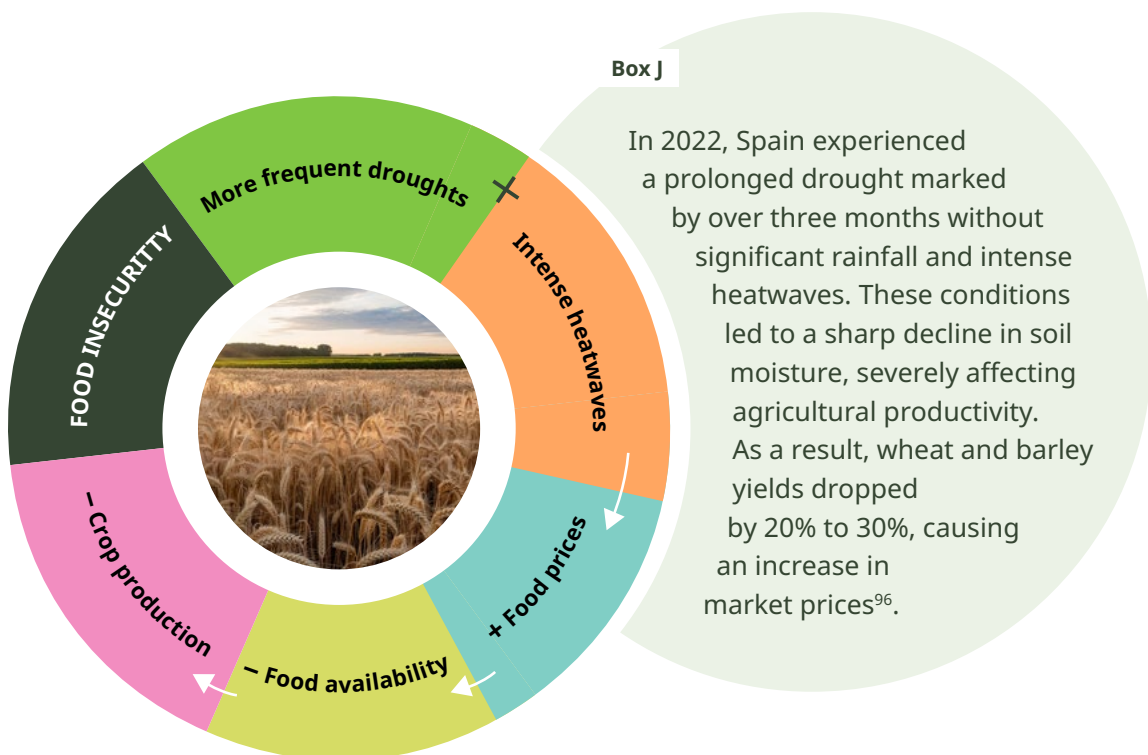 Box J
In 2022, Spain experienced
a prolonged drought marked
by over three months without
significant rainfall and intense
heatwaves. These conditions
led to a sharp decline in soil
moisture, severely affecting
agricultural productivity.
As a result, wheat and barley
yields dropped
by 20% to 30%, causing
an increase in
market prices⁹⁶.
More frequent droughts
+
Intense heatwaves
+ Food prices
– Food availability
– Crop production
FOOD INSECURITTY